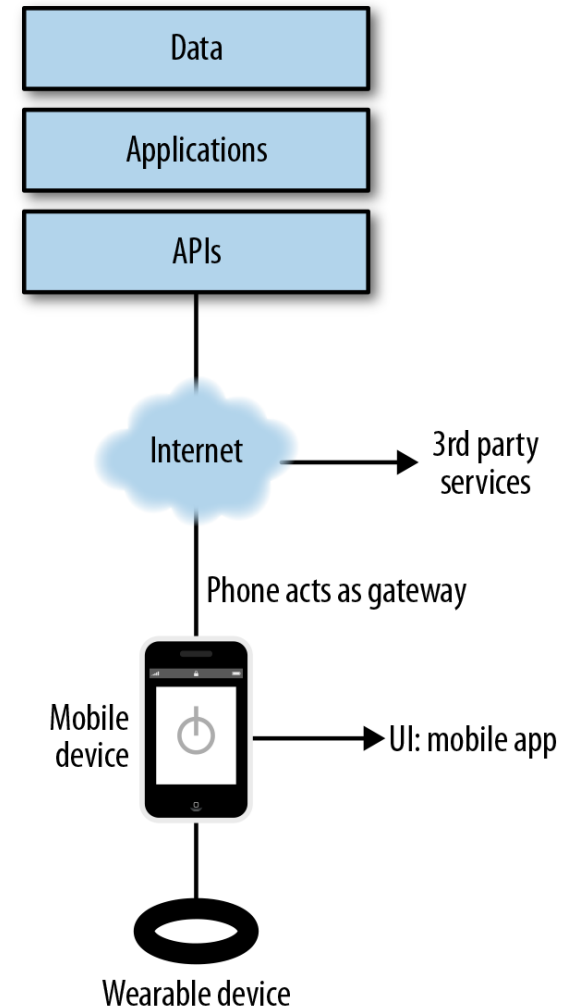 Data
Applications
APIs
Internet
3rd party
services
Phone acts as gateway
Mobile
device
UI: mobile app
Wearable device